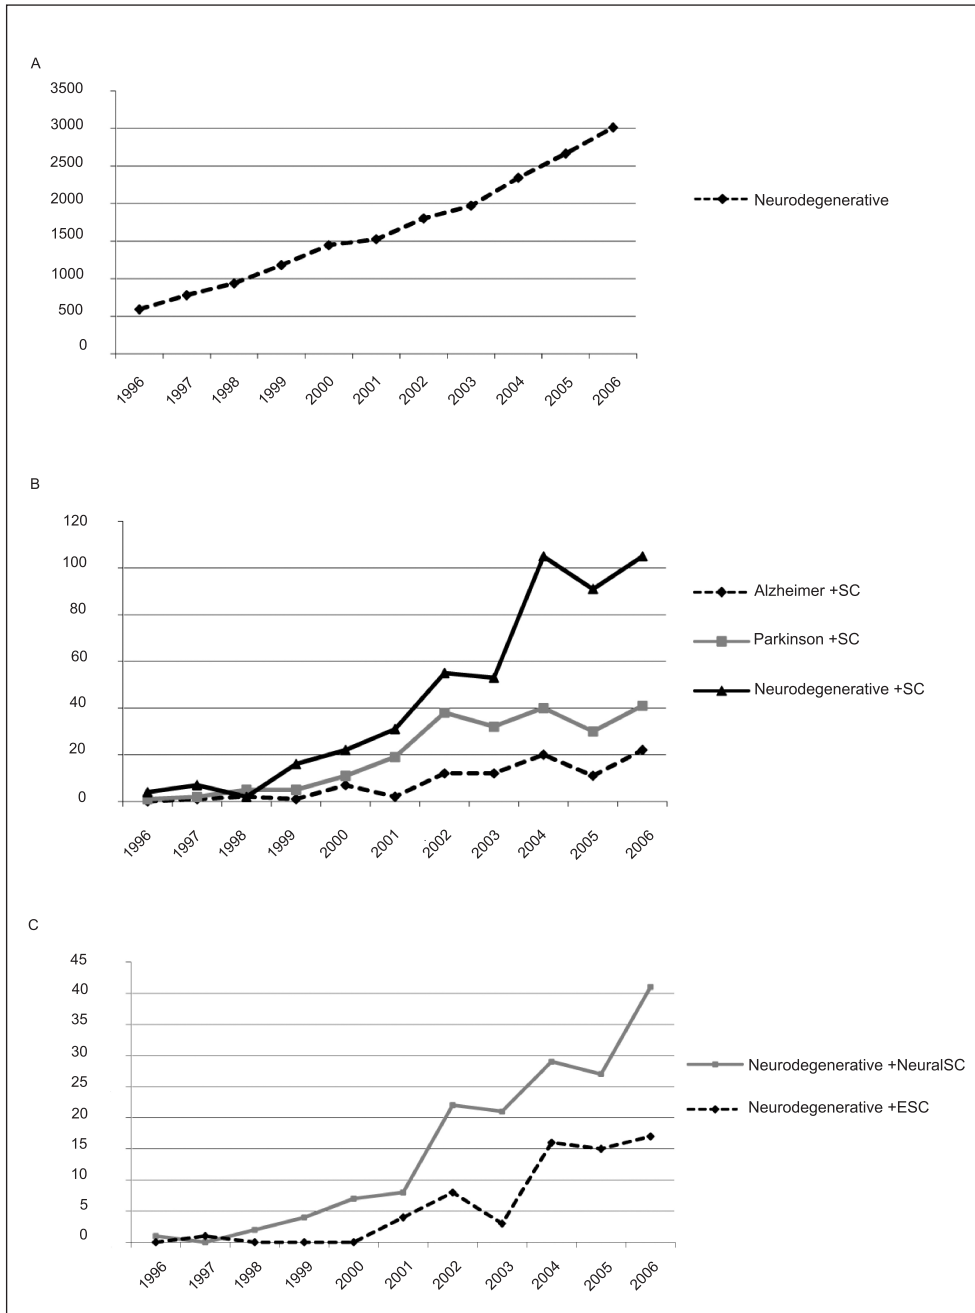 A
3500
3000
2500
2000
1500
1000
500
0
1996 1997 1998 1999 2000 2001 2002 2003 2004 2005 2006
Neurodegenerative
B
120
100
80
60
40
20
0
1996 1997 1998 1999 2000 2001 2002 2003 2004 2005 2006
Alzheimer +SC
Parkinson +SC
Neurodegenerative +SC
C
45
40
35
30
25
20
15
10
5
0
1996 1997 1998 1999 2000 2001 2002 2003 2004 2005 2006
Neurodegenerative +NeuralSC
Neurodegenerative +ESC